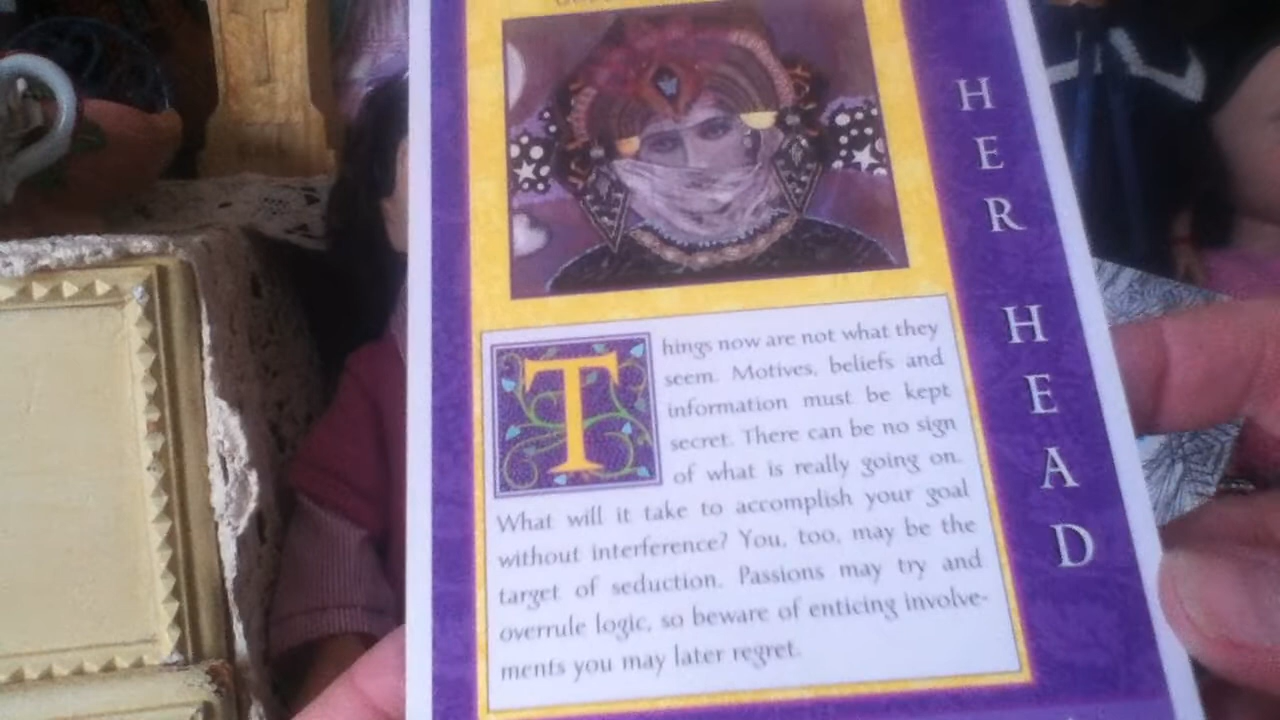 HER HEAD
Things now are not what they
seem. Motives, beliefs and
information must be kept
secret. There can be no sign
of what is really going on.
What will it take to accomplish your goal
without interference? You, too, may be the
target of seduction. Passions may try and
overrule logic, so beware of enticing involve-
ments you may later regret.